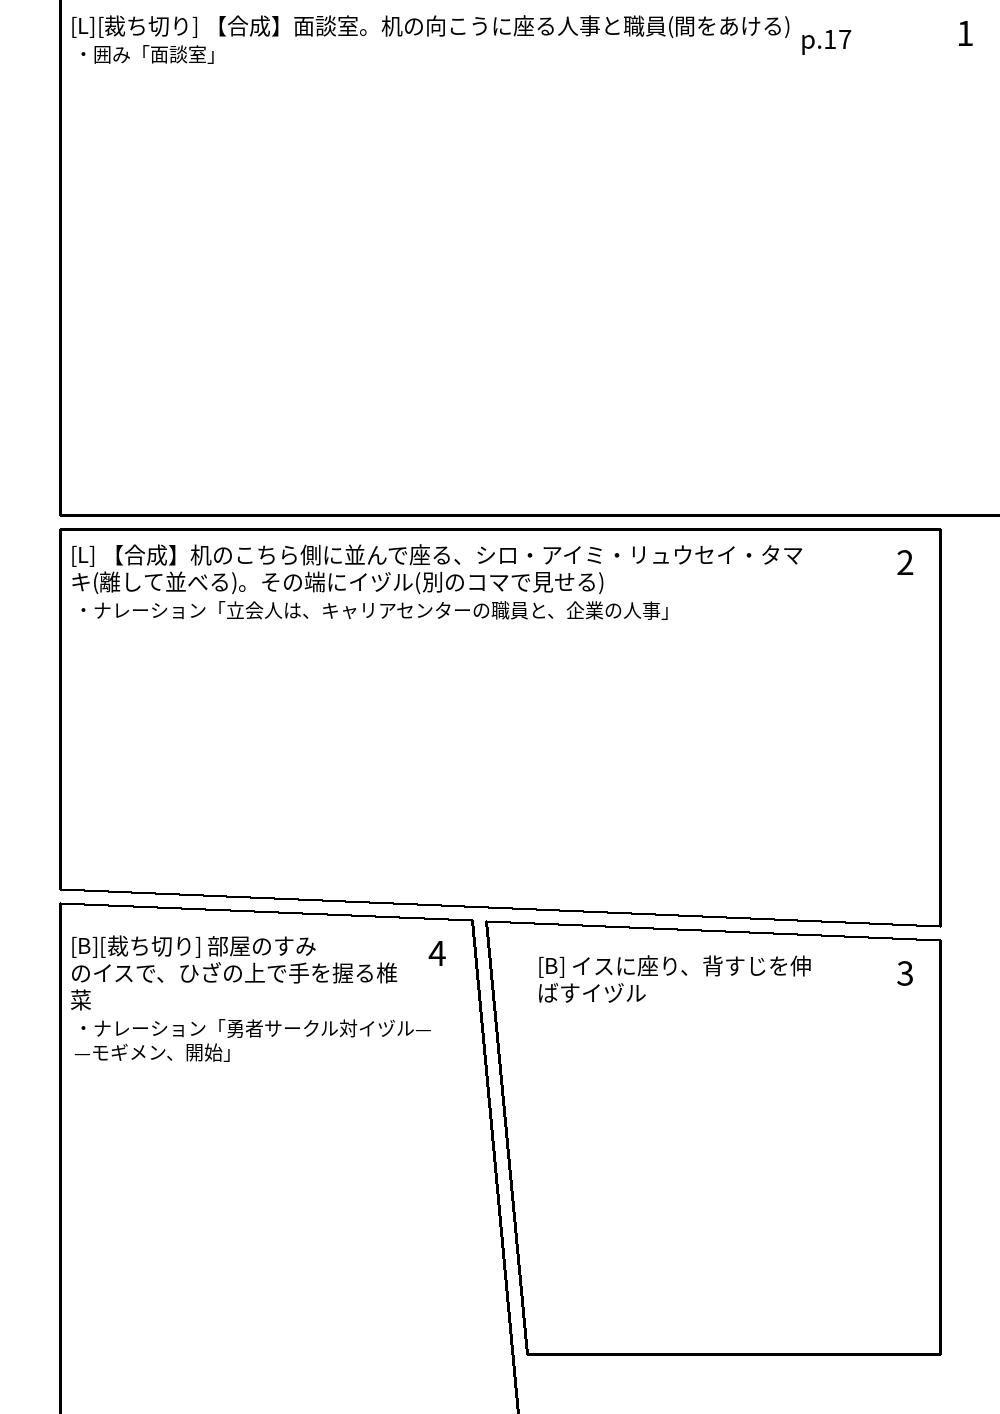 [L][裁ち切り] 【合成】面談室。机の向こうに座る人事と職員(間をあける)
・囲み「面談室」
p.17
1
[L] 【合成】机のこちら側に並んで座る、シロ・アイミ・リュウセイ・タマ
キ(離して並べる)。その端にイヅル(別のコマで見せる)
・ナレーション「立会人は、キャリアセンターの職員と、企業の人事」
2
[B] イスに座り、背すじを伸
ばすイヅル
3
[B][裁ち切り] 部屋のすみ
のイスで、ひざの上で手を握る椎
菜
・ナレーション「勇者サークル対イヅル—
—モギメン、開始」
4